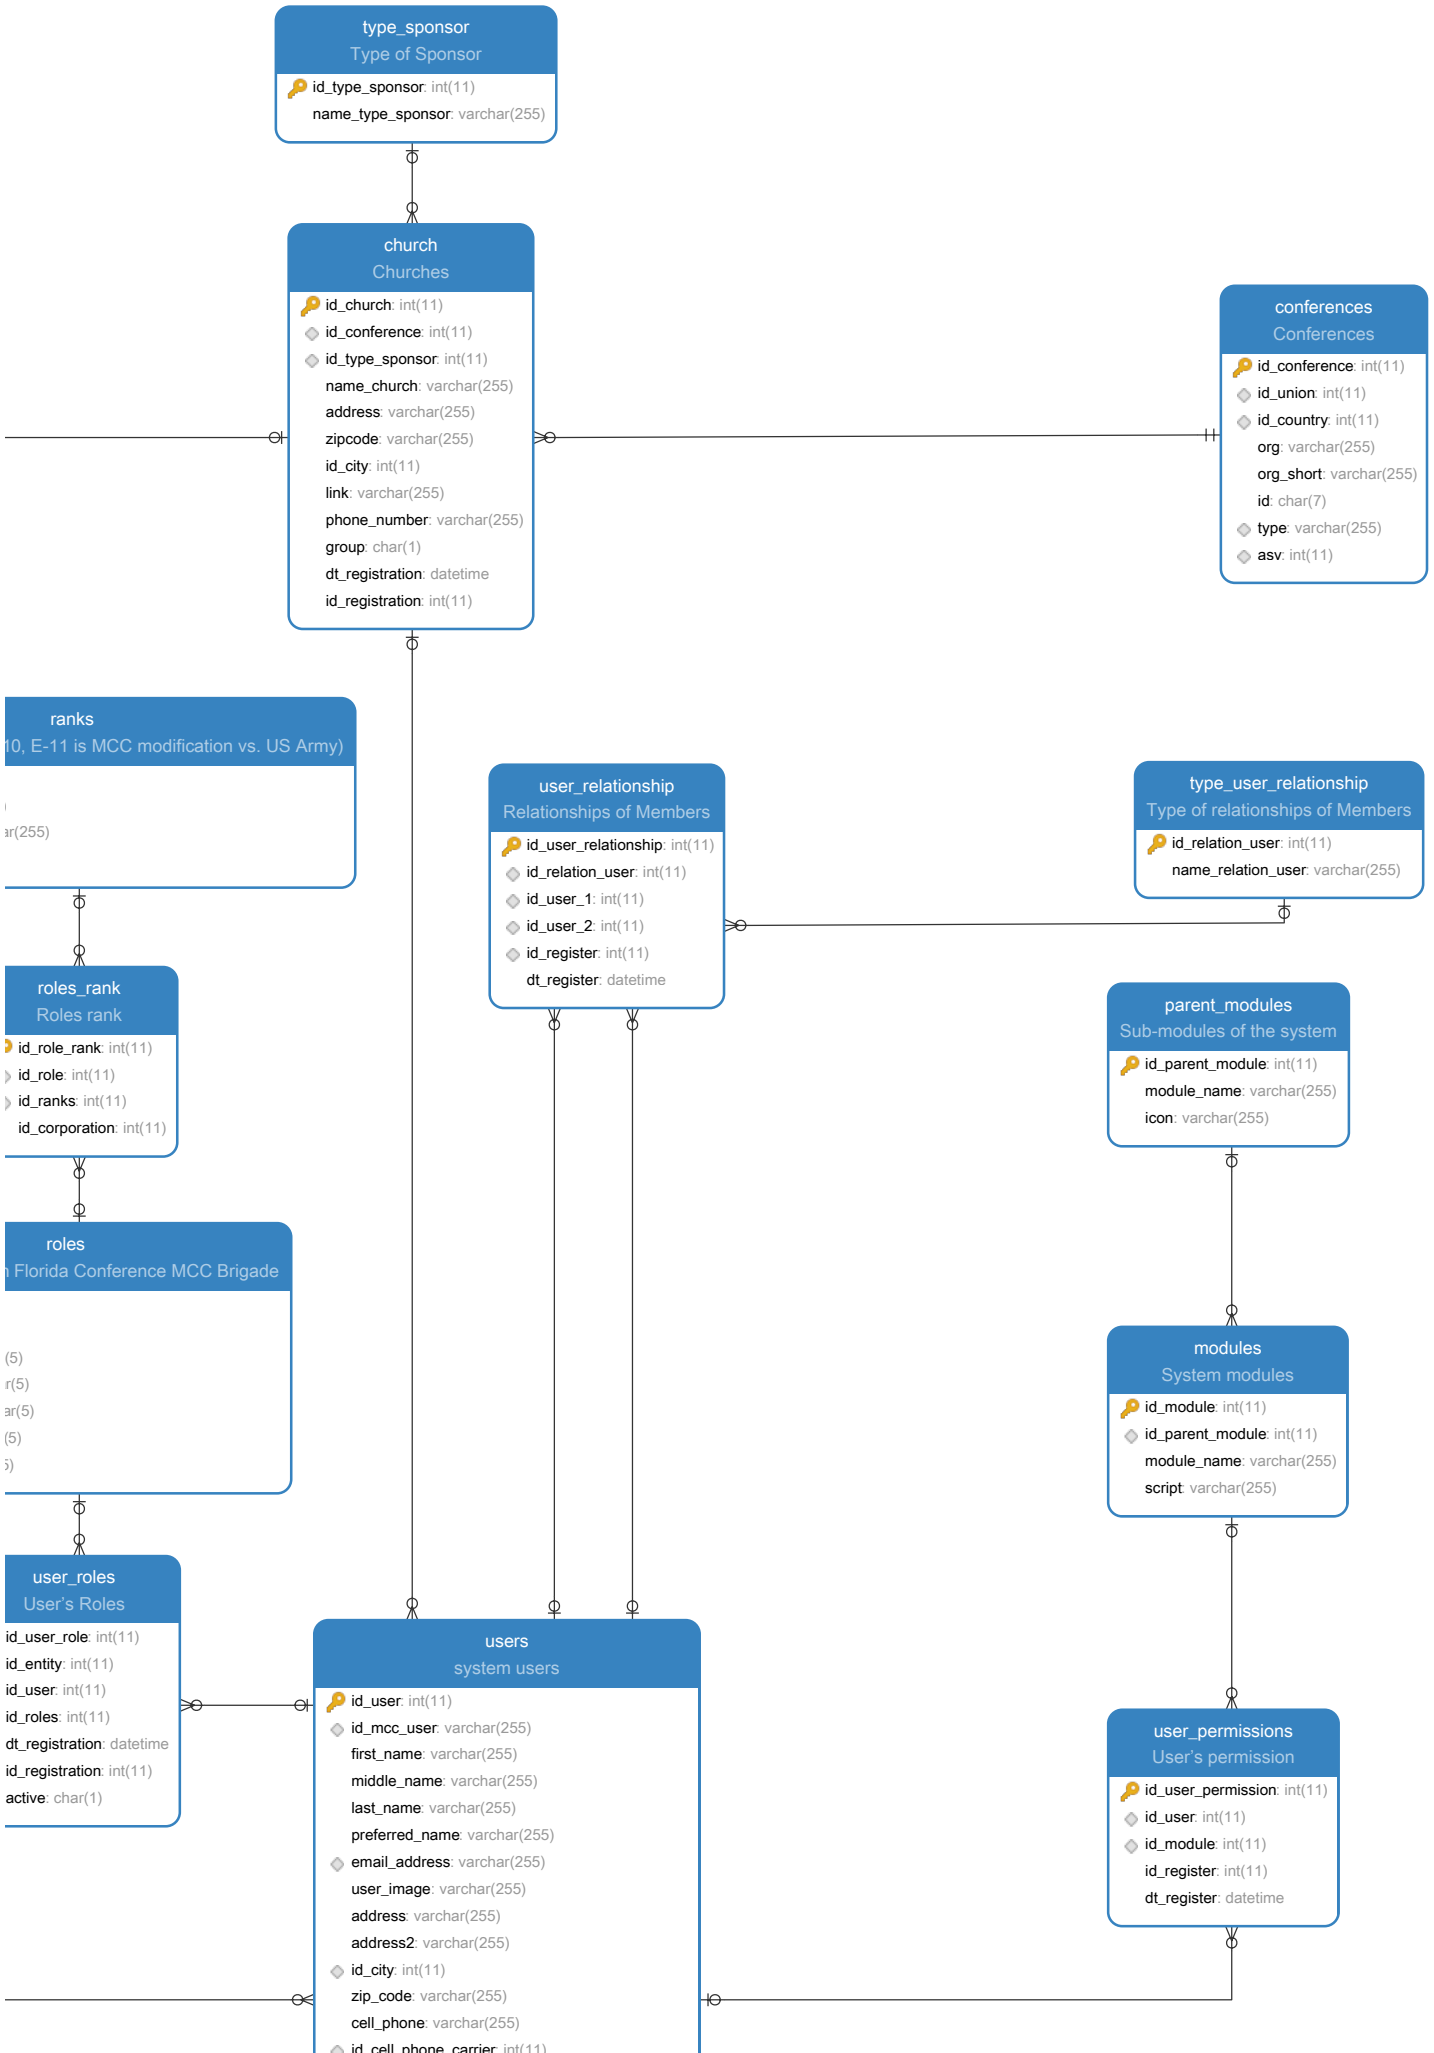 type_sponsor
Type of Sponsor
id_type_sponsor: int(11)
name_type_sponsor: varchar(255)
church
Churches
id_church: int(11)
id_conference: int(11)
id_type_sponsor: int(11)
name_church: varchar(255)
address: varchar(255)
zipcode: varchar(255)
id_city: int(11)
link: varchar(255)
phone_number: varchar(255)
group: char(1)
dt_registration: datetime
id_registration: int(11)
conferences
Conferences
id_conference: int(11)
id_union: int(11)
id_country: int(11)
org: varchar(255)
org_short: varchar(255)
id: char(7)
type: varchar(255)
asv: int(11)
ranks
10, E-11 is MCC modification vs. US Army)
)
ar(255)
user_relationship
Relationships of Members
id_user_relationship: int(11)
id_relation_user: int(11)
id_user_1: int(11)
id_user_2: int(11)
id_register: int(11)
dt_register: datetime
type_user_relationship
Type of relationships of Members
id_relation_user: int(11)
name_relation_user: varchar(255)
roles_rank
Roles rank
id_role_rank: int(11)
id_role: int(11)
id_ranks: int(11)
id_corporation: int(11)
parent_modules
Sub-modules of the system
id_parent_module: int(11)
module_name: varchar(255)
icon: varchar(255)
roles
Florida Conference MCC Brigade
(5)
r(5)
ar(5)
(5)
5)
modules
System modules
id_module: int(11)
id_parent_module: int(11)
module_name: varchar(255)
script: varchar(255)
user_roles
User's Roles
id_user_role: int(11)
id_entity: int(11)
id_user: int(11)
id_roles: int(11)
dt_registration: datetime
id_registration: int(11)
active: char(1)
users
system users
id_user: int(11)
id_mcc_user: varchar(255)
first_name: varchar(255)
middle_name: varchar(255)
last_name: varchar(255)
preferred_name: varchar(255)
email_address: varchar(255)
user_image: varchar(255)
address: varchar(255)
address2: varchar(255)
id_city: int(11)
zip_code: varchar(255)
cell_phone: varchar(255)
id_cell_phone_carrier: int(11)
user_permissions
User's permission
id_user_permission: int(11)
id_user: int(11)
id_module: int(11)
id_register: int(11)
dt_register: datetime